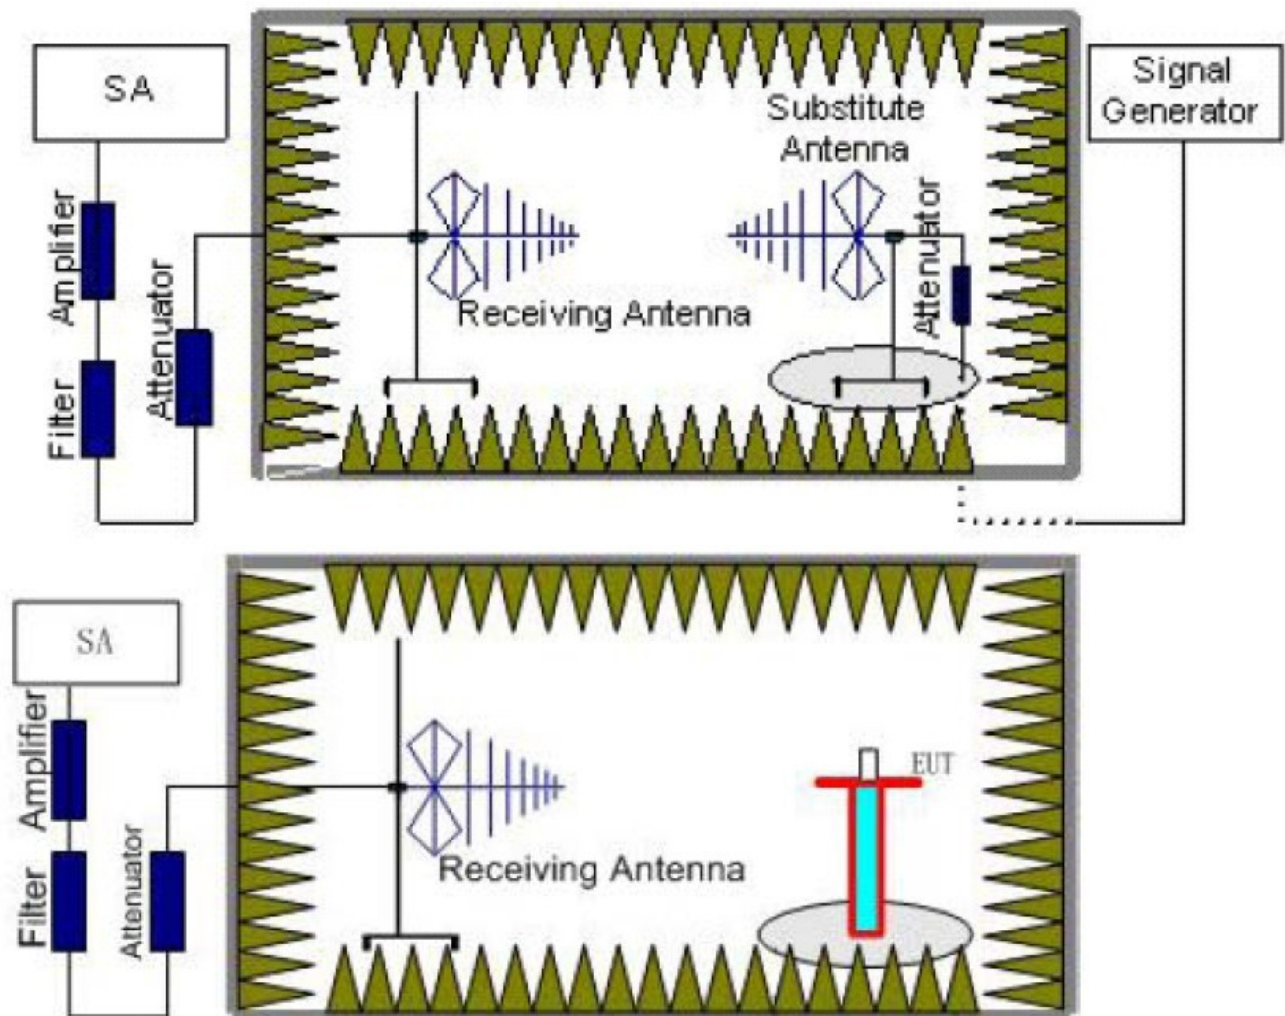 SA
Signal
Generator
Substitute
Antenna
Amplifier
Attenuator
Filter
Receiving Antenna
Attenuator
SA
Amplifier
Filter
Attenuator
Receiving Antenna
EUT